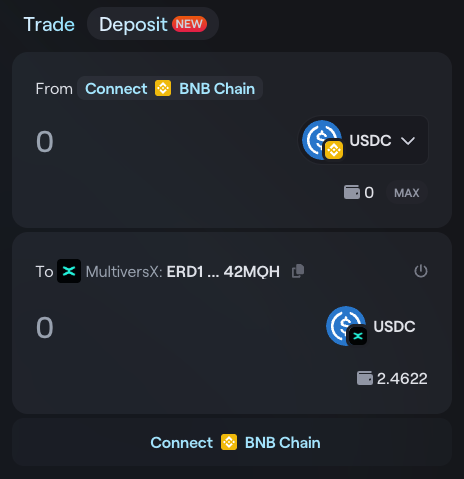 Trade Deposit NEW
From Connect BNB Chain
0 USDC
0 MAX
To MultiversX: ERD1 ... 42MQH
0 USDC
2.4622
Connect BNB Chain